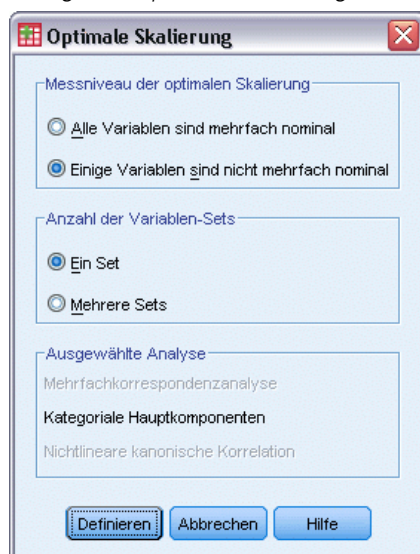 Optimale Skalierung
Messniveau der optimalen Skalierung
Alle Variablen sind mehrfach nominal
Einige Variablen sind nicht mehrfach nominal
Anzahl der Variablen-Sets
Ein Set
Mehrere Sets
Ausgewählte Analyse
Mehrfachkorrespondenzanalyse
Kategoriale Hauptkomponenten
Nichtlineare kanonische Korrelation
Definieren Abbrechen Hilfe